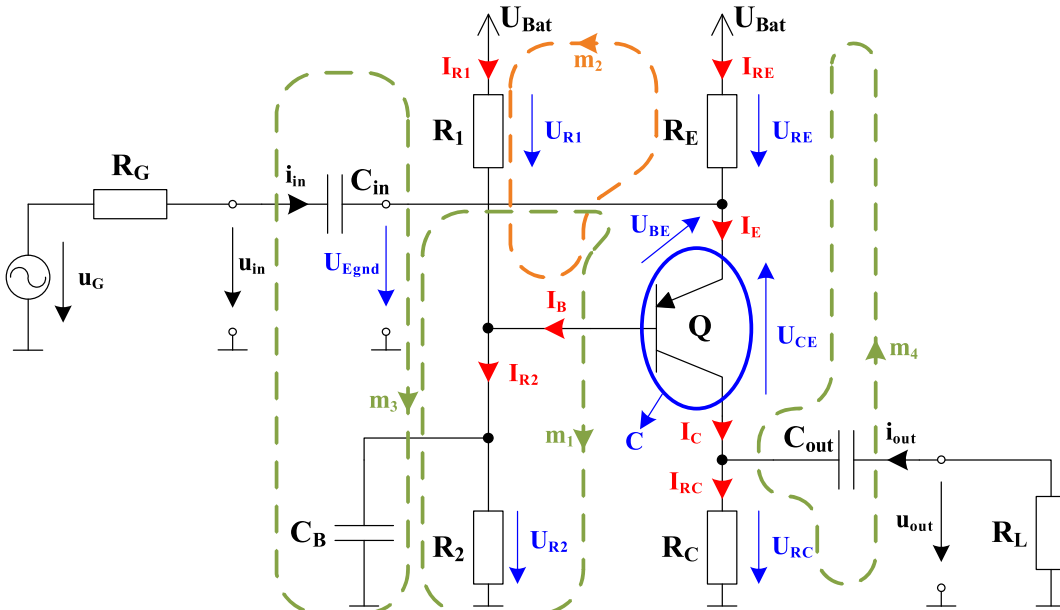 U_Bat U_Bat
I_R1 m_2 I_RE
R_1 U_R1 R_E U_RE
R_G i_in C_in
U_BE I_E
u_G u_in U_Egnd
I_B Q U_CE
I_R2 m_4
m_3 m_1 C I_C C_out i_out
I_RC
C_B R_2 U_R2 R_C U_RC u_out R_L